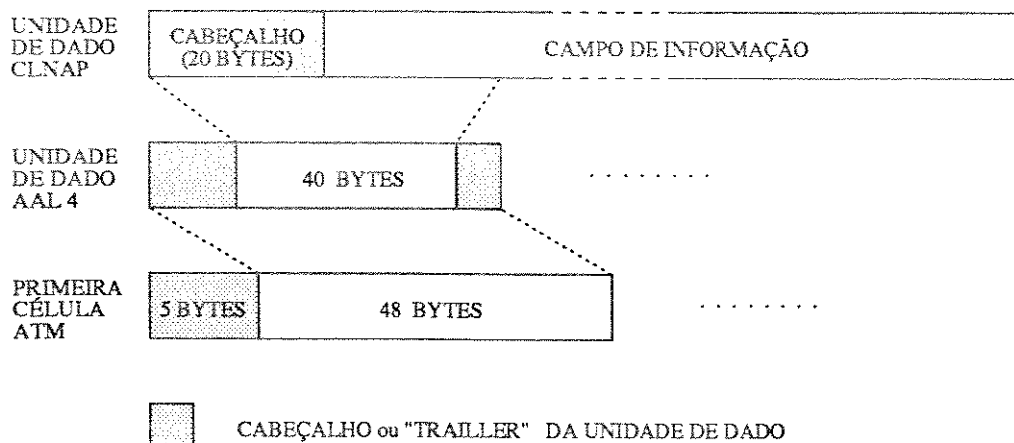 UNIDADE
DE DADO
CLNAP
CABEÇALHO
(20 BYTES)
CAMPO DE INFORMAÇÃO
UNIDADE
DE DADO
AAL 4
40 BYTES
PRIMEIRA
CÉLULA
ATM
5 BYTES
48 BYTES
CABEÇALHO ou "TRAILLER" DA UNIDADE DE DADO